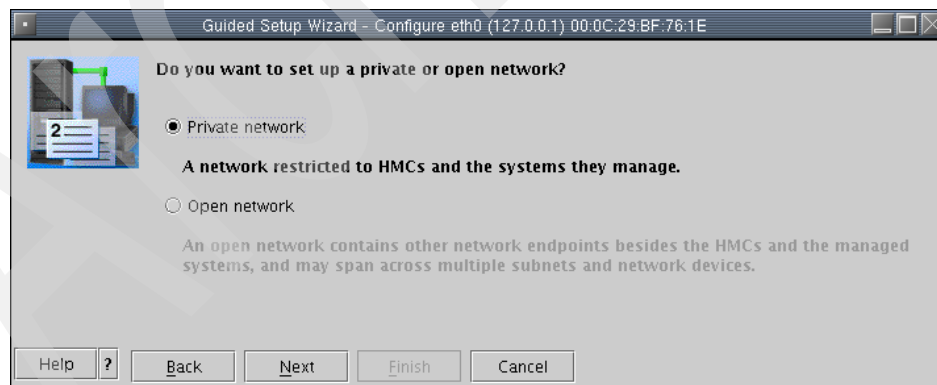 Guided Setup Wizard - Configure eth0 (127.0.0.1) 00:0C:29:BF:76:1E
Do you want to set up a private or open network?
Private network
A network restricted to HMCs and the systems they manage.
Open network
An open network contains other network endpoints besides the HMCs and the managed
systems, and may span across multiple subnets and network devices.
2
Help ? Back Next Finish Cancel